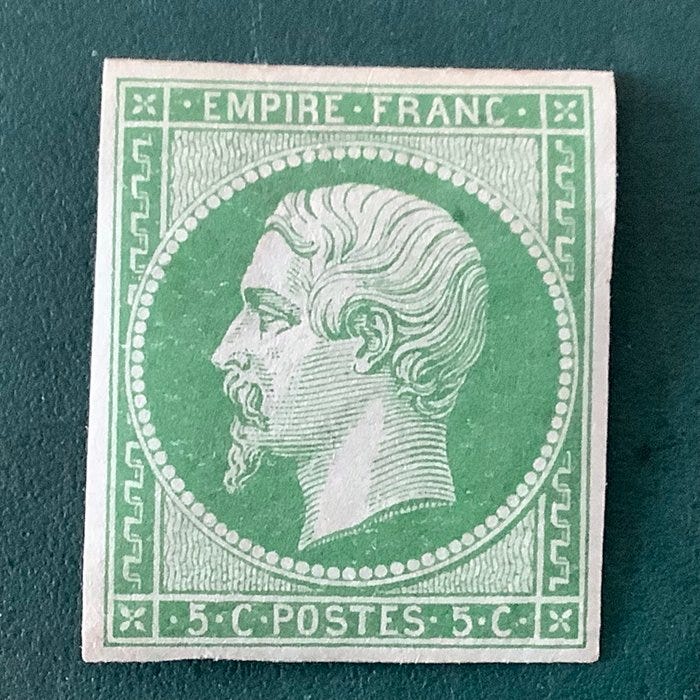 · EMPIRE · FRANC ·
· 5 · C · POSTES · 5 · C ·